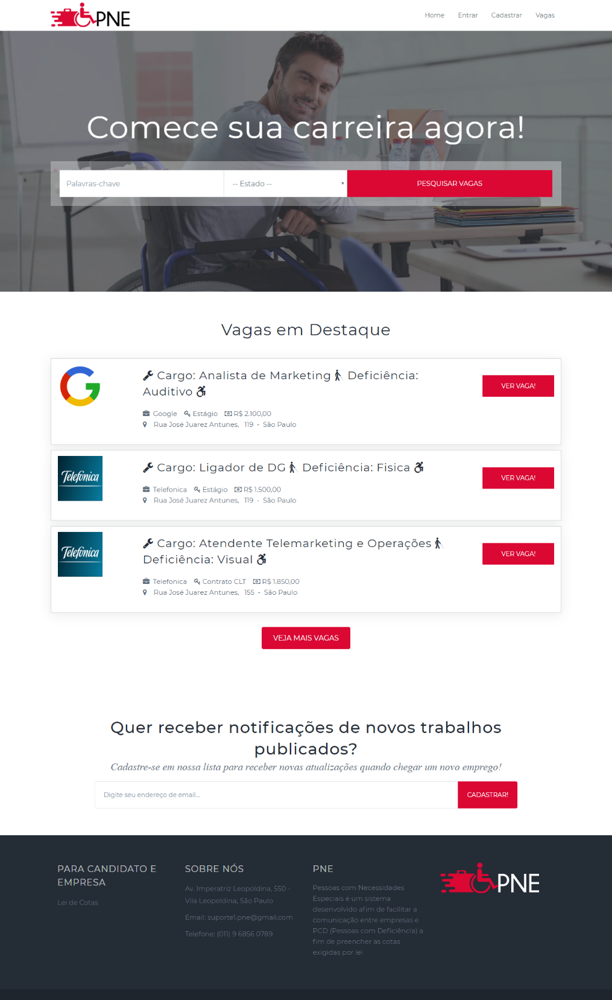 PNE
Home Entrar Cadastrar Vagas
Comece sua carreira agora!
Palavras-chave -- Estado -- PESQUISAR VAGAS
Vagas em Destaque
Cargo: Analista de Marketing Deficiência:
Auditivo
VER VAGA!
Google Estágio R$ 2.100,00
Rua José Juarez Antunes, 119 - São Paulo
Telefónica
Cargo: Ligador de DG Deficiência: Fisica
VER VAGA!
Telefonica Estágio R$ 1.500,00
Rua José Juarez Antunes, 119 - São Paulo
Telefónica
Cargo: Atendente Telemarketing e Operações
Deficiência: Visual
VER VAGA!
Telefonica Contrato CLT R$ 1.850,00
Rua José Juarez Antunes, 155 - São Paulo
VEJA MAIS VAGAS
Quer receber notificações de novos trabalhos
publicados?
Cadastre-se em nossa lista para receber novas atualizações quando chegar um novo emprego!
Digite seu endereço de email... CADASTRAR!
PARA CANDIDATO E
EMPRESA
Lei de Cotas
SOBRE NÓS
Av. Imperatriz Leopoldina, 550 -
Vila Leopoldina, São Paulo
Email: suporte1.pne@gmail.com
Telefone: (011) 9 6856 0789
PNE
Pessoas com Necessidades
Especiais é um sistema
desenvolvido afim de facilitar a
comunicação entre empresas e
PCD (Pessoas com Deficiência) a
fim de preencher as cotas
exigidas por lei
PNE